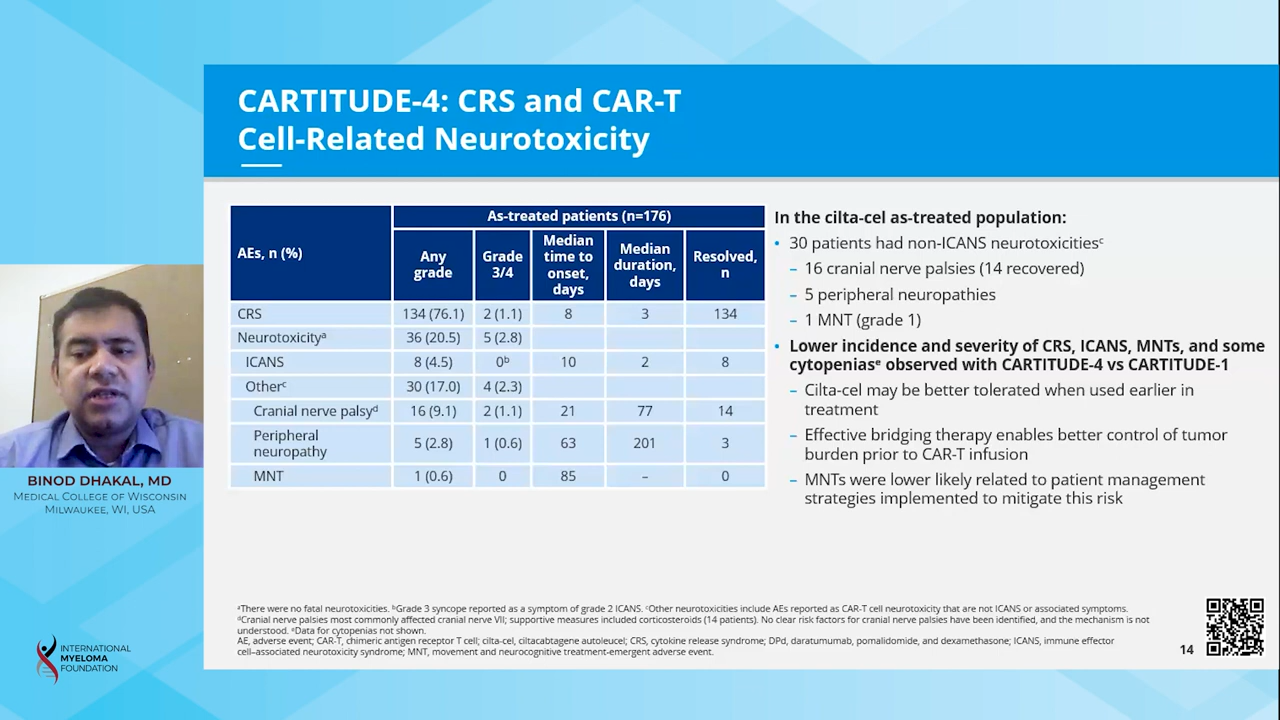 CARTITUDE-4: CRS and CAR-T
Cell-Related Neurotoxicity
AEs, n (%)
As-treated patients (n=176)
Any grade
Grade 3/4
Median time to onset, days
Median duration, days
Resolved, n
CRS 134 (76.1) 2 (1.1) 8 3 134
Neurotoxicityᵃ 36 (20.5) 5 (2.8)
ICANS 8 (4.5) 0ᵇ 10 2 8
Otherᶜ 30 (17.0) 4 (2.3)
Cranial nerve palsyᵈ 16 (9.1) 2 (1.1) 21 77 14
Peripheral neuropathy 5 (2.8) 1 (0.6) 63 201 3
MNT 1 (0.6) 0 85 – 0
In the cilta-cel as-treated population:
• 30 patients had non-ICANS neurotoxicitiesᶜ
– 16 cranial nerve palsies (14 recovered)
– 5 peripheral neuropathies
– 1 MNT (grade 1)
• Lower incidence and severity of CRS, ICANS, MNTs, and some
cytopeniasᵉ observed with CARTITUDE-4 vs CARTITUDE-1
– Cilta-cel may be better tolerated when used earlier in
treatment
– Effective bridging therapy enables better control of tumor
burden prior to CAR-T infusion
– MNTs were lower likely related to patient management
strategies implemented to mitigate this risk
BINOD DHAKAL, MD
MEDICAL COLLEGE OF WISCONSIN
MILWAUKEE, WI, USA
ᵃThere were no fatal neurotoxicities. ᵇGrade 3 syncope reported as a symptom of grade 2 ICANS. ᶜOther neurotoxicities include AEs reported as CAR-T cell neurotoxicity that are not ICANS or associated symptoms.
ᵈCranial nerve palsies most commonly affected cranial nerve VII; supportive measures included corticosteroids (14 patients). No clear risk factors for cranial nerve palsies have been identified, and the mechanism is not
understood. ᵉData for cytopenias not shown.
AE, adverse event; CAR-T, chimeric antigen receptor T cell; cilta-cel, ciltacabtagene autoleucel; CRS, cytokine release syndrome; DPd, daratumumab, pomalidomide, and dexamethasone; ICANS, immune effector
cell–associated neurotoxicity syndrome; MNT, movement and neurocognitive treatment-emergent adverse event.
14
INTERNATIONAL
MYELOMA
FOUNDATION